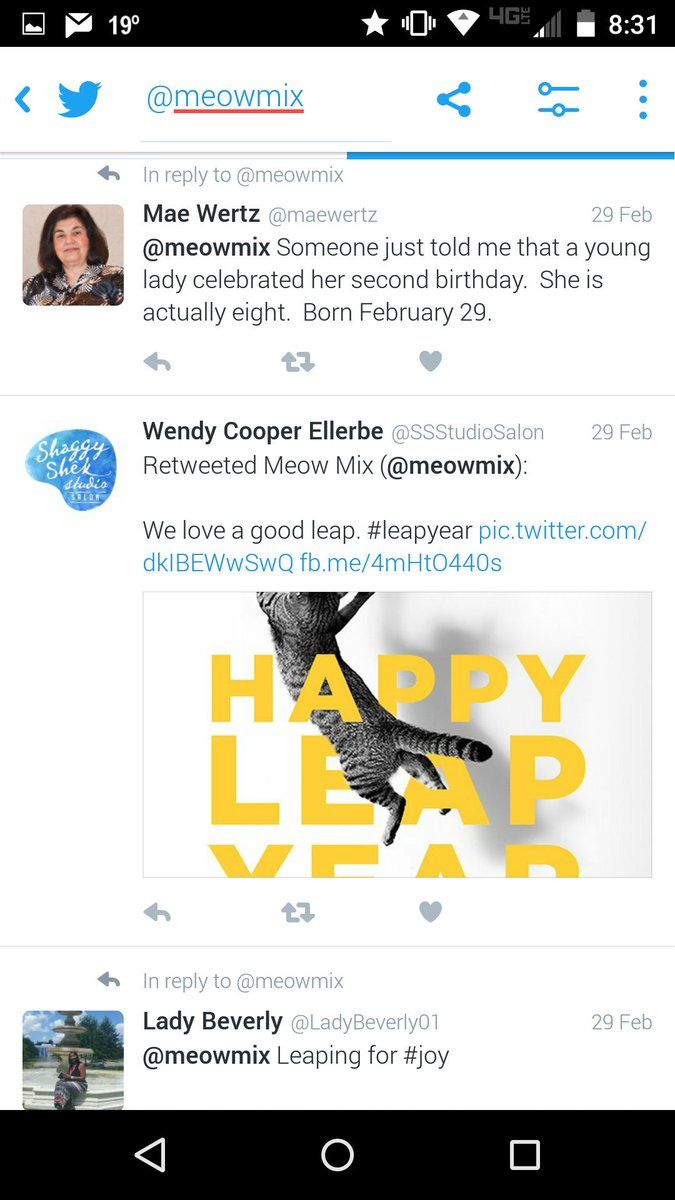 19°
4G LTE
8:31
@meowmix
In reply to @meowmix
Mae Wertz @maewertz 29 Feb
@meowmix Someone just told me that a young
lady celebrated her second birthday.  She is
actually eight.  Born February 29.
Wendy Cooper Ellerbe @SSStudioSalon 29 Feb
Shaggy
Shek
studio
SALON
Retweeted Meow Mix (@meowmix):
We love a good leap. #leapyear pic.twitter.com/
dkIBEWwSwQ fb.me/4mHtO440s
HAPPY
LEAP
YEAR
In reply to @meowmix
Lady Beverly @LadyBeverly01 29 Feb
@meowmix Leaping for #joy